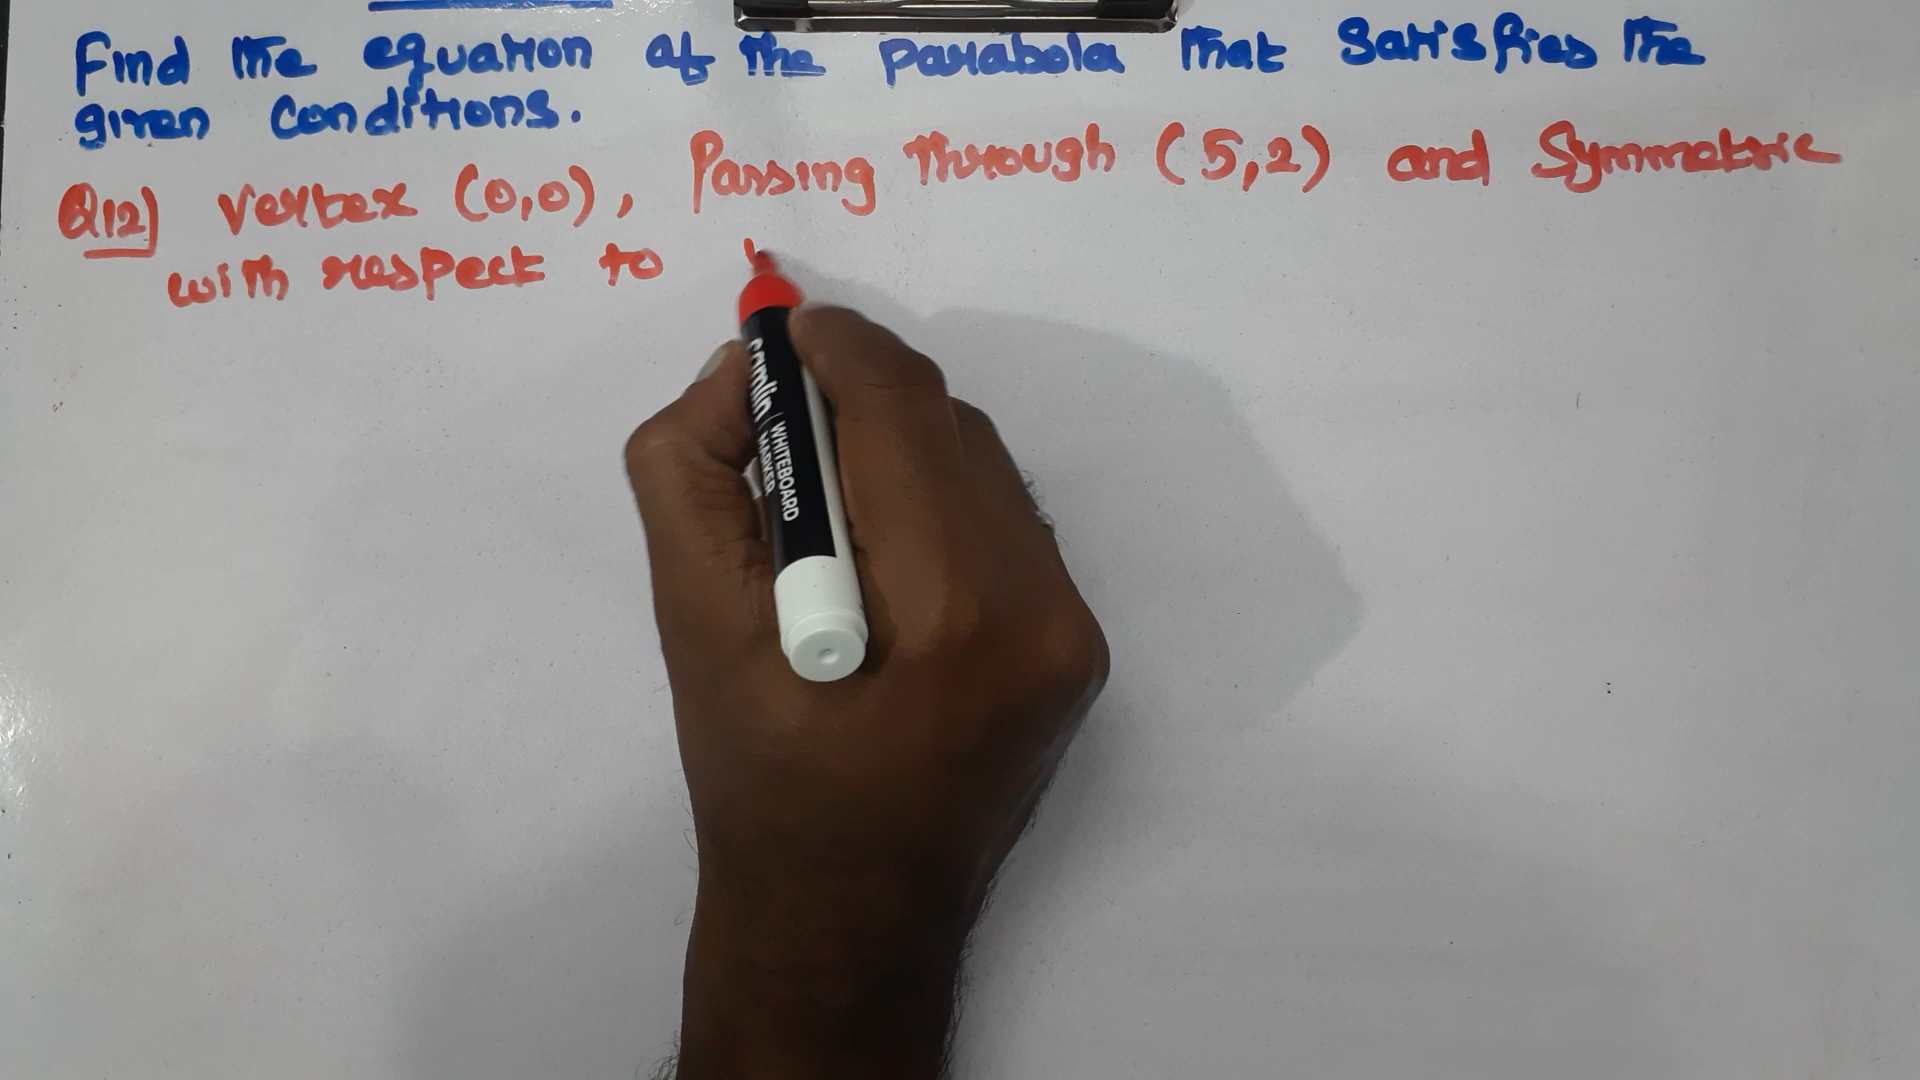 Find the equation of the parabola that satisfies the
given conditions.
Q12) Vertex (0,0), Passing through (5,2) and Symmetric
with respect to
camlin WHITEBOARD
MARKER